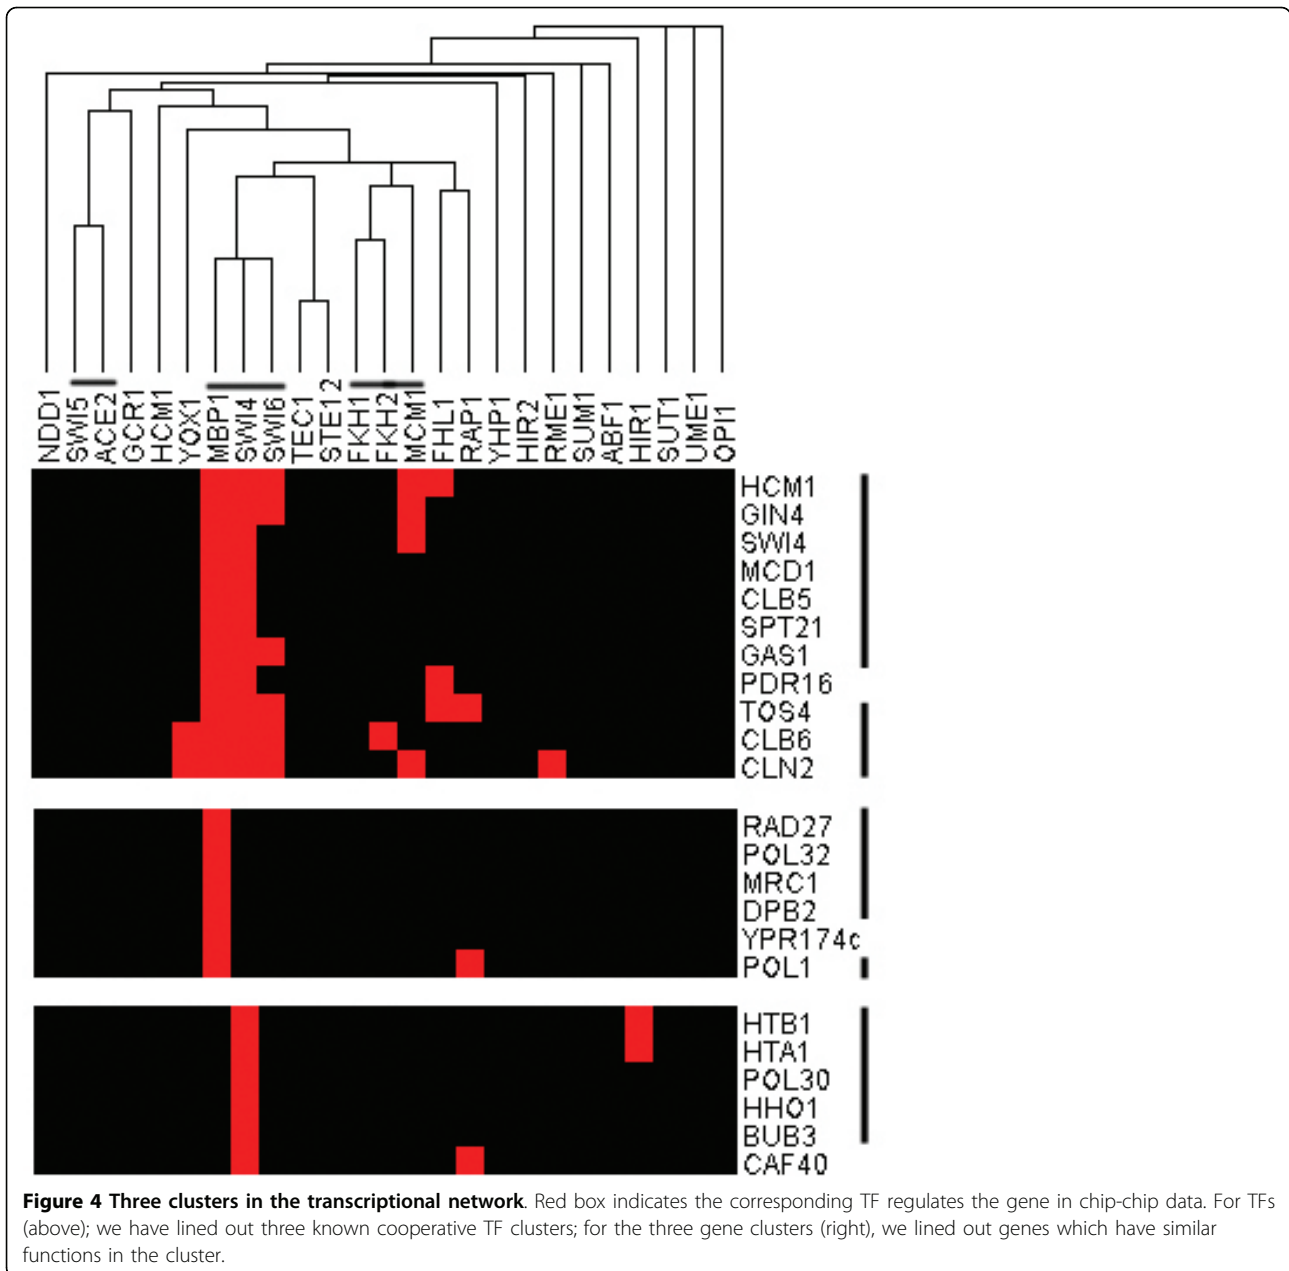 NDD1
SWI5
ACE2
GCR1
HCM1
YOX1
MBP1
SWI4
SWI6
TEC1
STE12
FKH1
FKH2
MCM1
FHL1
RAP1
YHP1
HIR2
RME1
SUM1
ABF1
HIR1
SUT1
UME1
OPI1
HCM1
GIN4
SWI4
MCD1
CLB5
SPT21
GAS1
PDR16
TOS4
CLB6
CLN2
RAD27
POL32
MRC1
DPB2
YPR174c
POL1
HTB1
HTA1
POL30
HHO1
BUB3
CAF40
Figure 4 Three clusters in the transcriptional network. Red box indicates the corresponding TF regulates the gene in chip-chip data. For TFs
(above); we have lined out three known cooperative TF clusters; for the three gene clusters (right), we lined out genes which have similar
functions in the cluster.